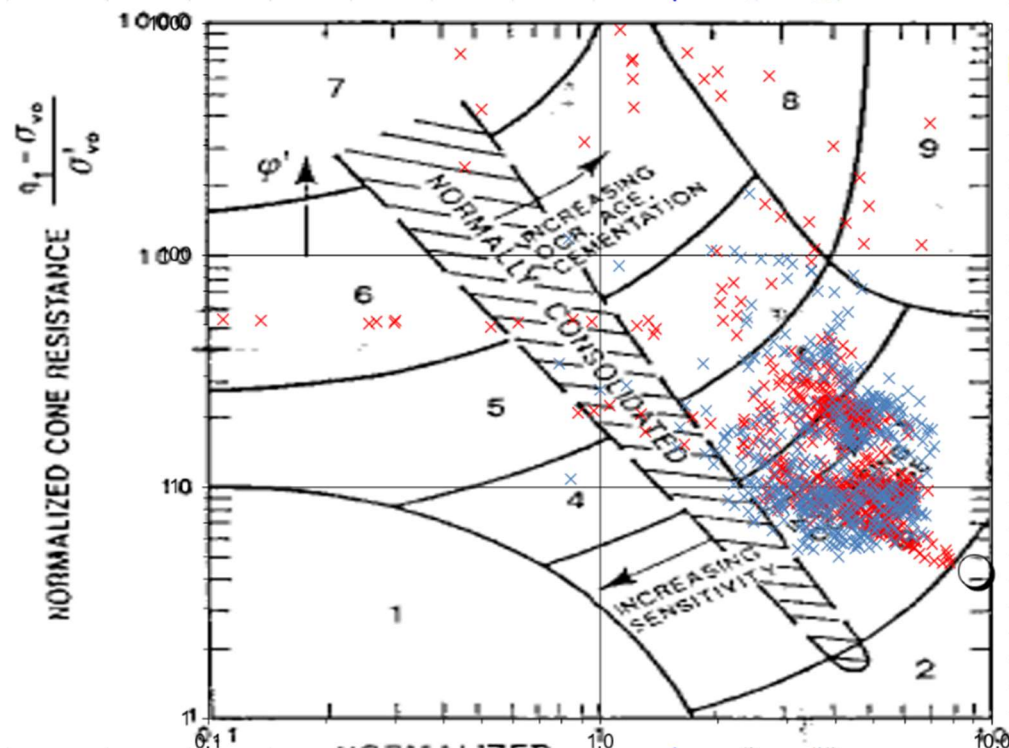 1000
7
8
9
NORMALIZED CONE RESISTANCE
φ'
INCREASING
OCR, AGE,
CEMENTATION
NORMALLY CONSOLIDATED
100
6
5
10
4
3
INCREASING
SENSITIVITY
1
2
1
0.1
1.0
10.0
NORMALIZED